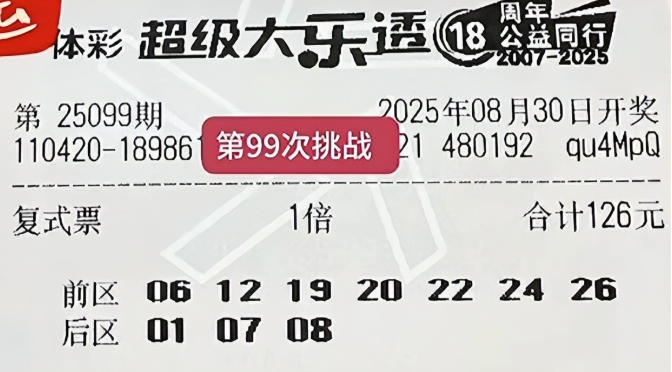 体彩 超级大乐透 18 周年 公益同行 2007-2025
第 25099期 2025年08月30日开奖
110420-18986 第99次挑战 21 480192 qu4MpQ
复式票 1倍 合计126元
前区 06 12 19 20 22 24 26
后区 01 07 08